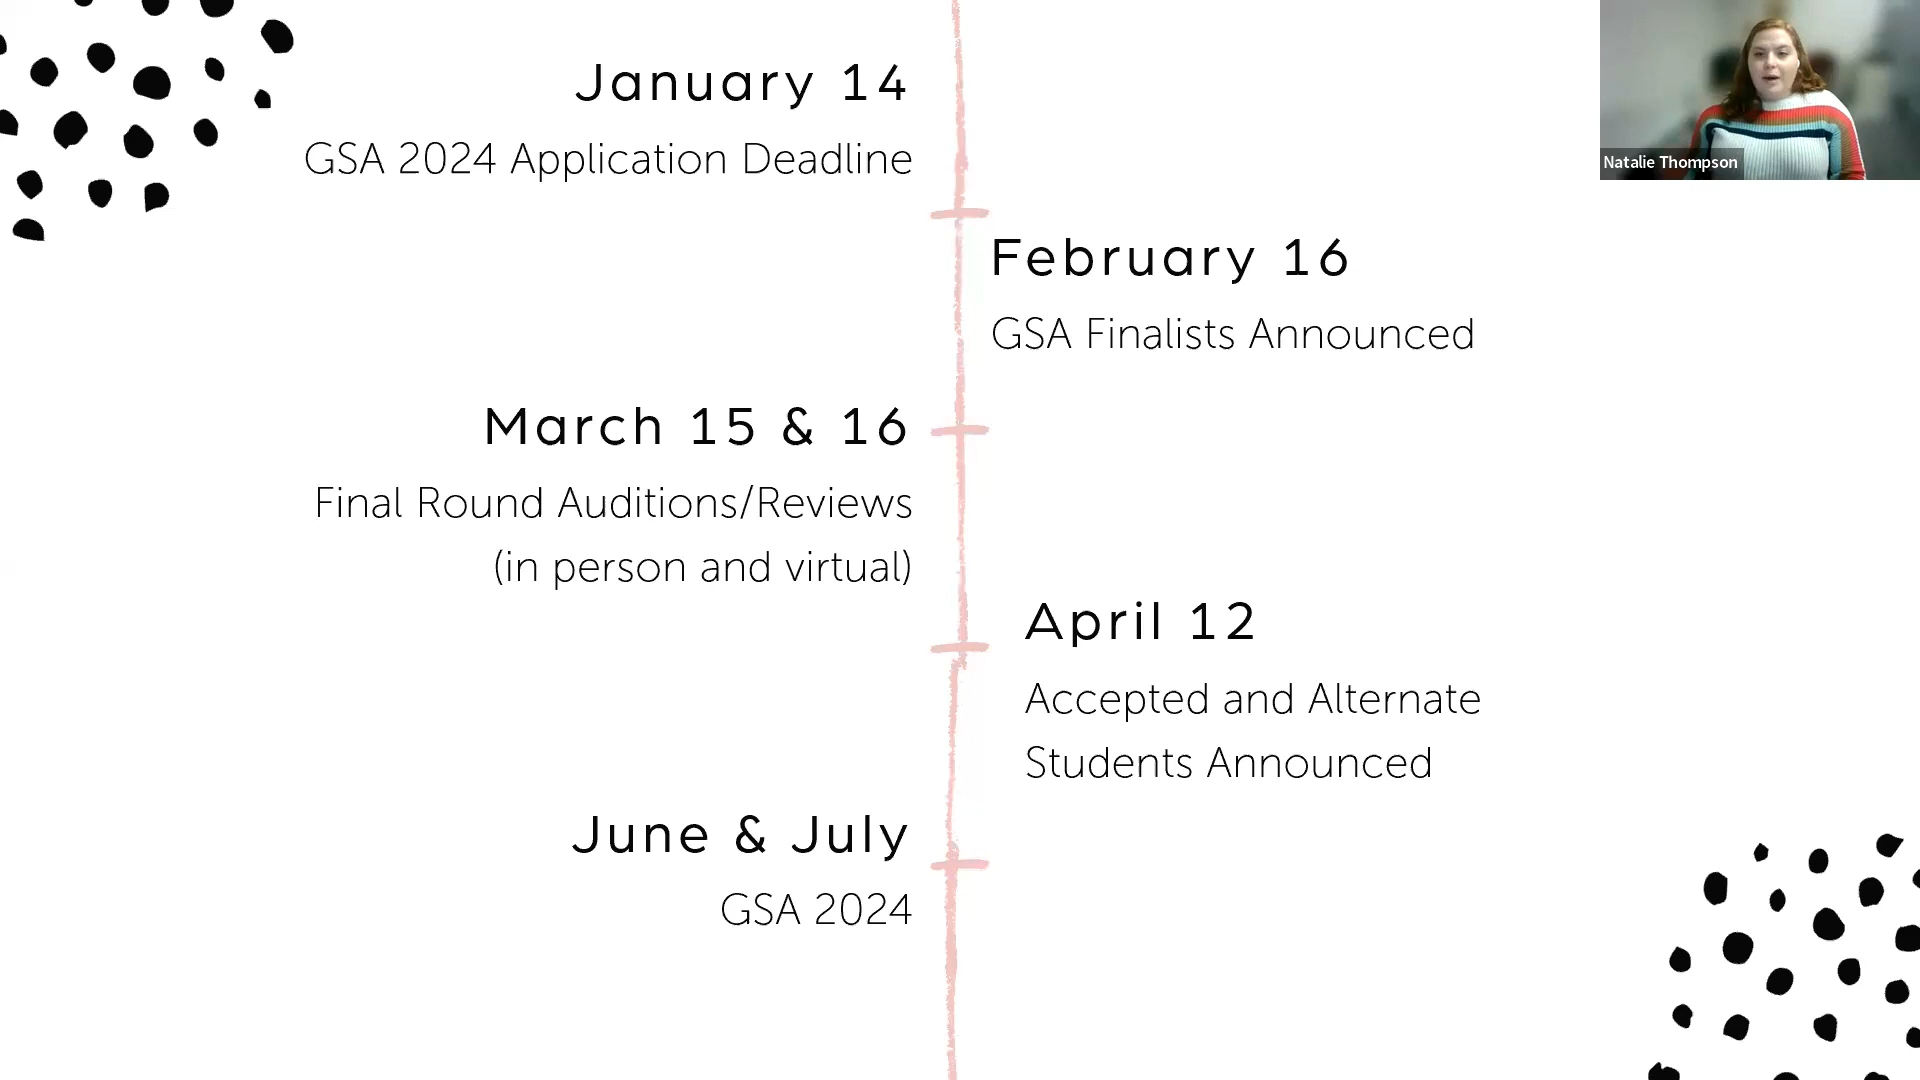 January 14
GSA 2024 Application Deadline
Natalie Thompson
February 16
GSA Finalists Announced
March 15 & 16
Final Round Auditions/Reviews
(in person and virtual)
April 12
Accepted and Alternate
Students Announced
June & July
GSA 2024